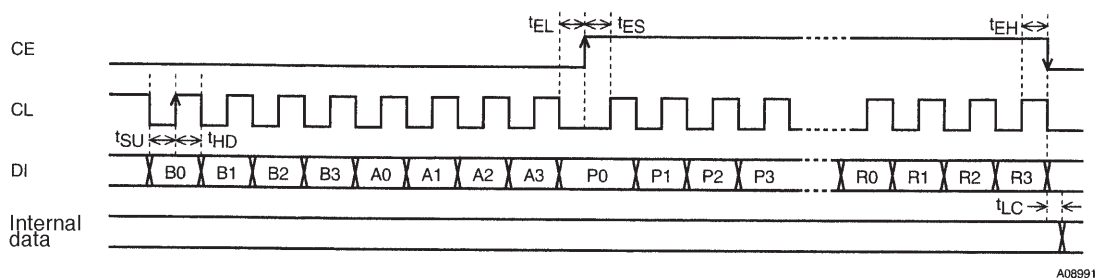 tEL tES tEH
CE
CL
tSU tHD
DI B0 B1 B2 B3 A0 A1 A2 A3 P0 P1 P2 P3 R0 R1 R2 R3
tLC
Internal
data
A08991